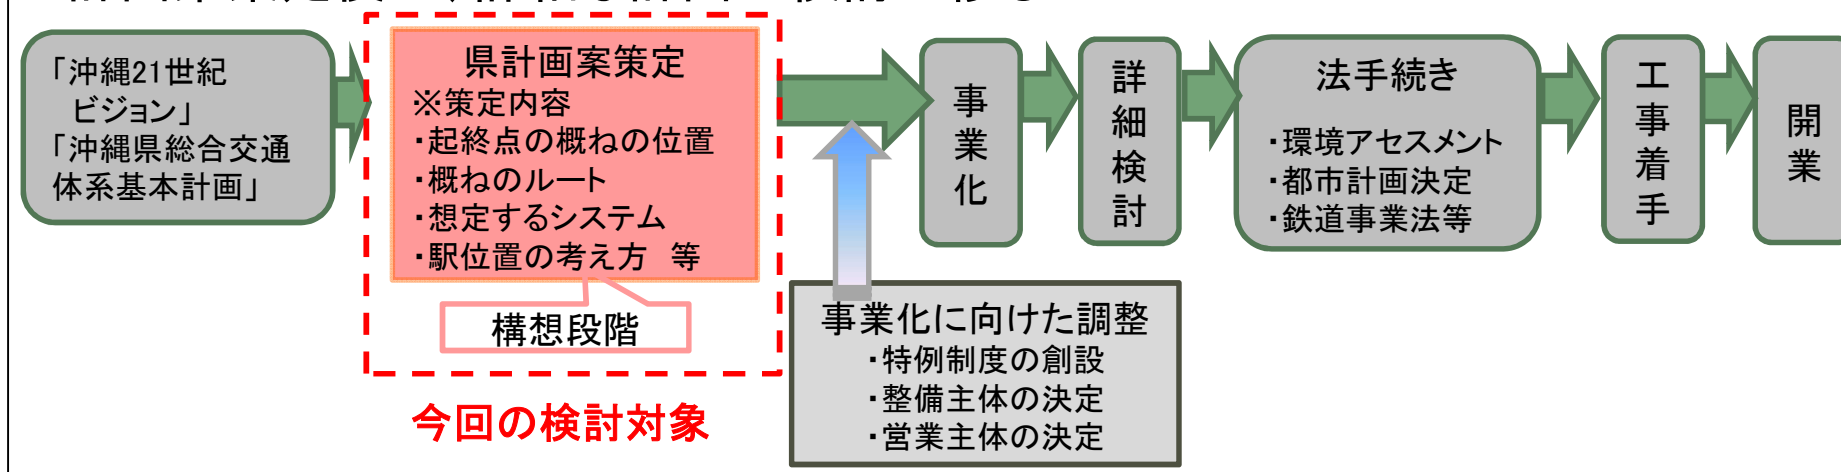 「沖縄21世紀
ビジョン」
「沖縄県総合交通
体系基本計画」
県計画案策定
※策定内容
・起終点の概ねの位置
・概ねのルート
・想定するシステム
・駅位置の考え方　等
構想段階
今回の検討対象
事業化に向けた調整
・特例制度の創設
・整備主体の決定
・営業主体の決定
事業化
詳細検討
法手続き
・環境アセスメント
・都市計画決定
・鉄道事業法等
工事着手
開業